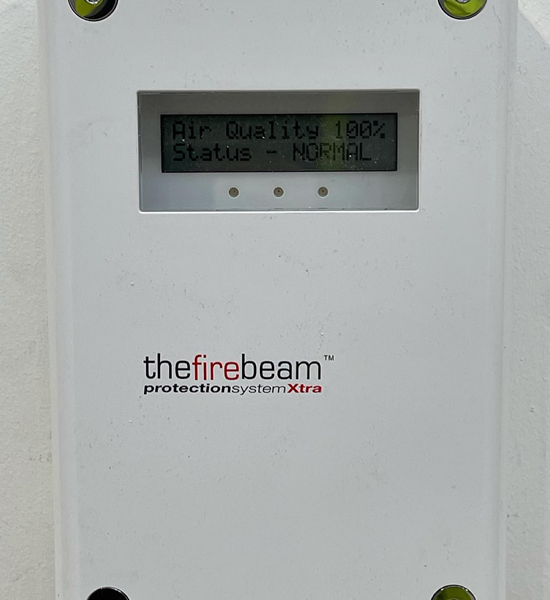 Air Quality 100%
Status - NORMAL
thefirebeam™
protectionsystemXtra